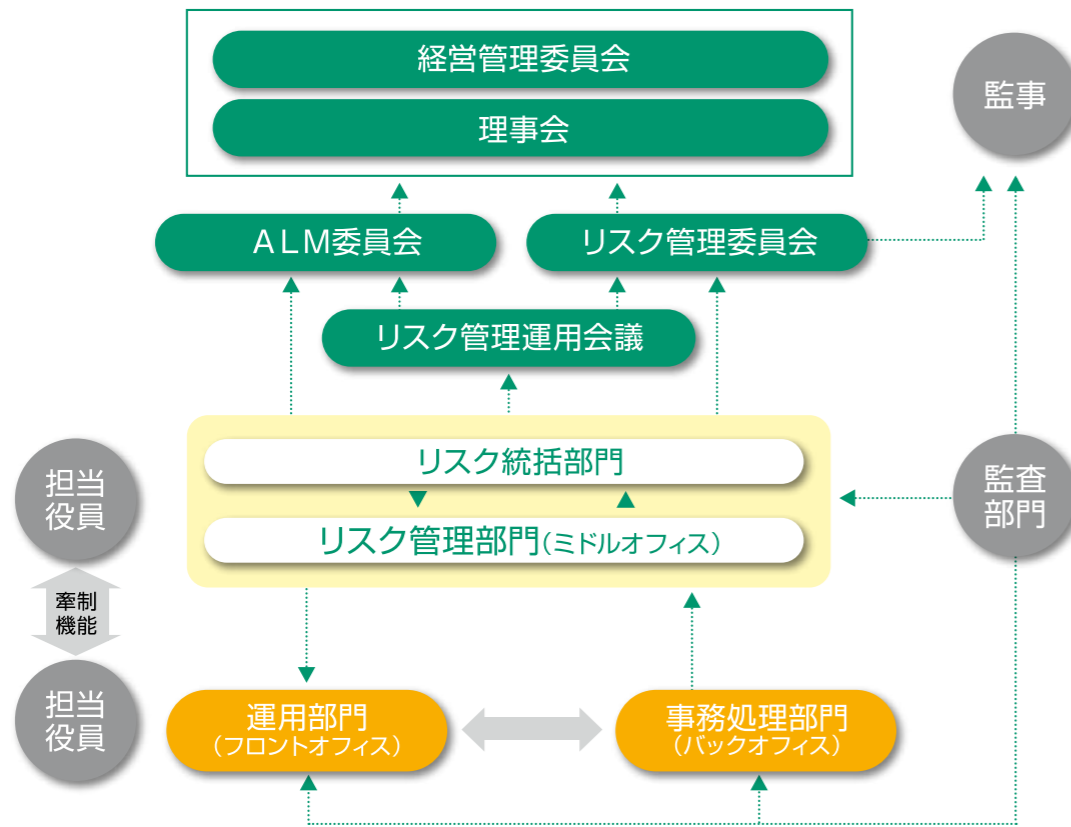 経営管理委員会
理事会
監事
ＡＬＭ委員会
リスク管理委員会
リスク管理運用会議
リスク統括部門
リスク管理部門（ミドルオフィス）
担当
役員
監査
部門
牽制
機能
担当
役員
運用部門
（フロントオフィス）
事務処理部門
（バックオフィス）